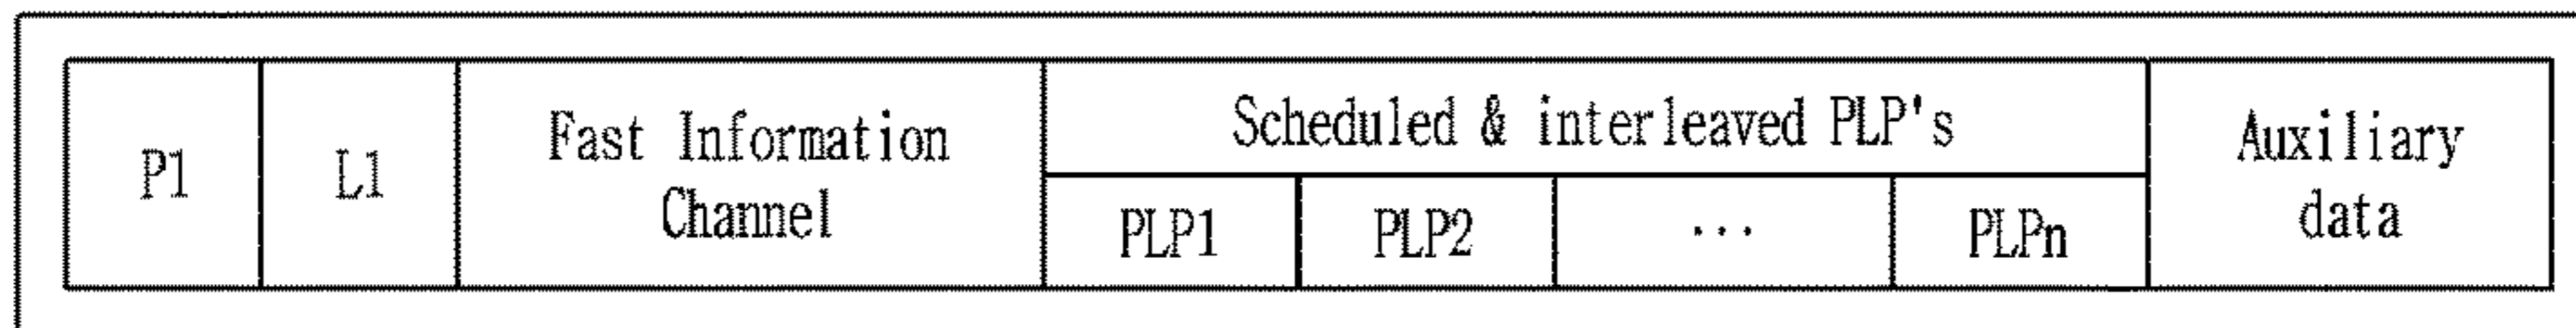 P1
L1
Fast Information
Channel
Scheduled & interleaved PLP's
PLP1
PLP2
...
PLPn
Auxiliary
data